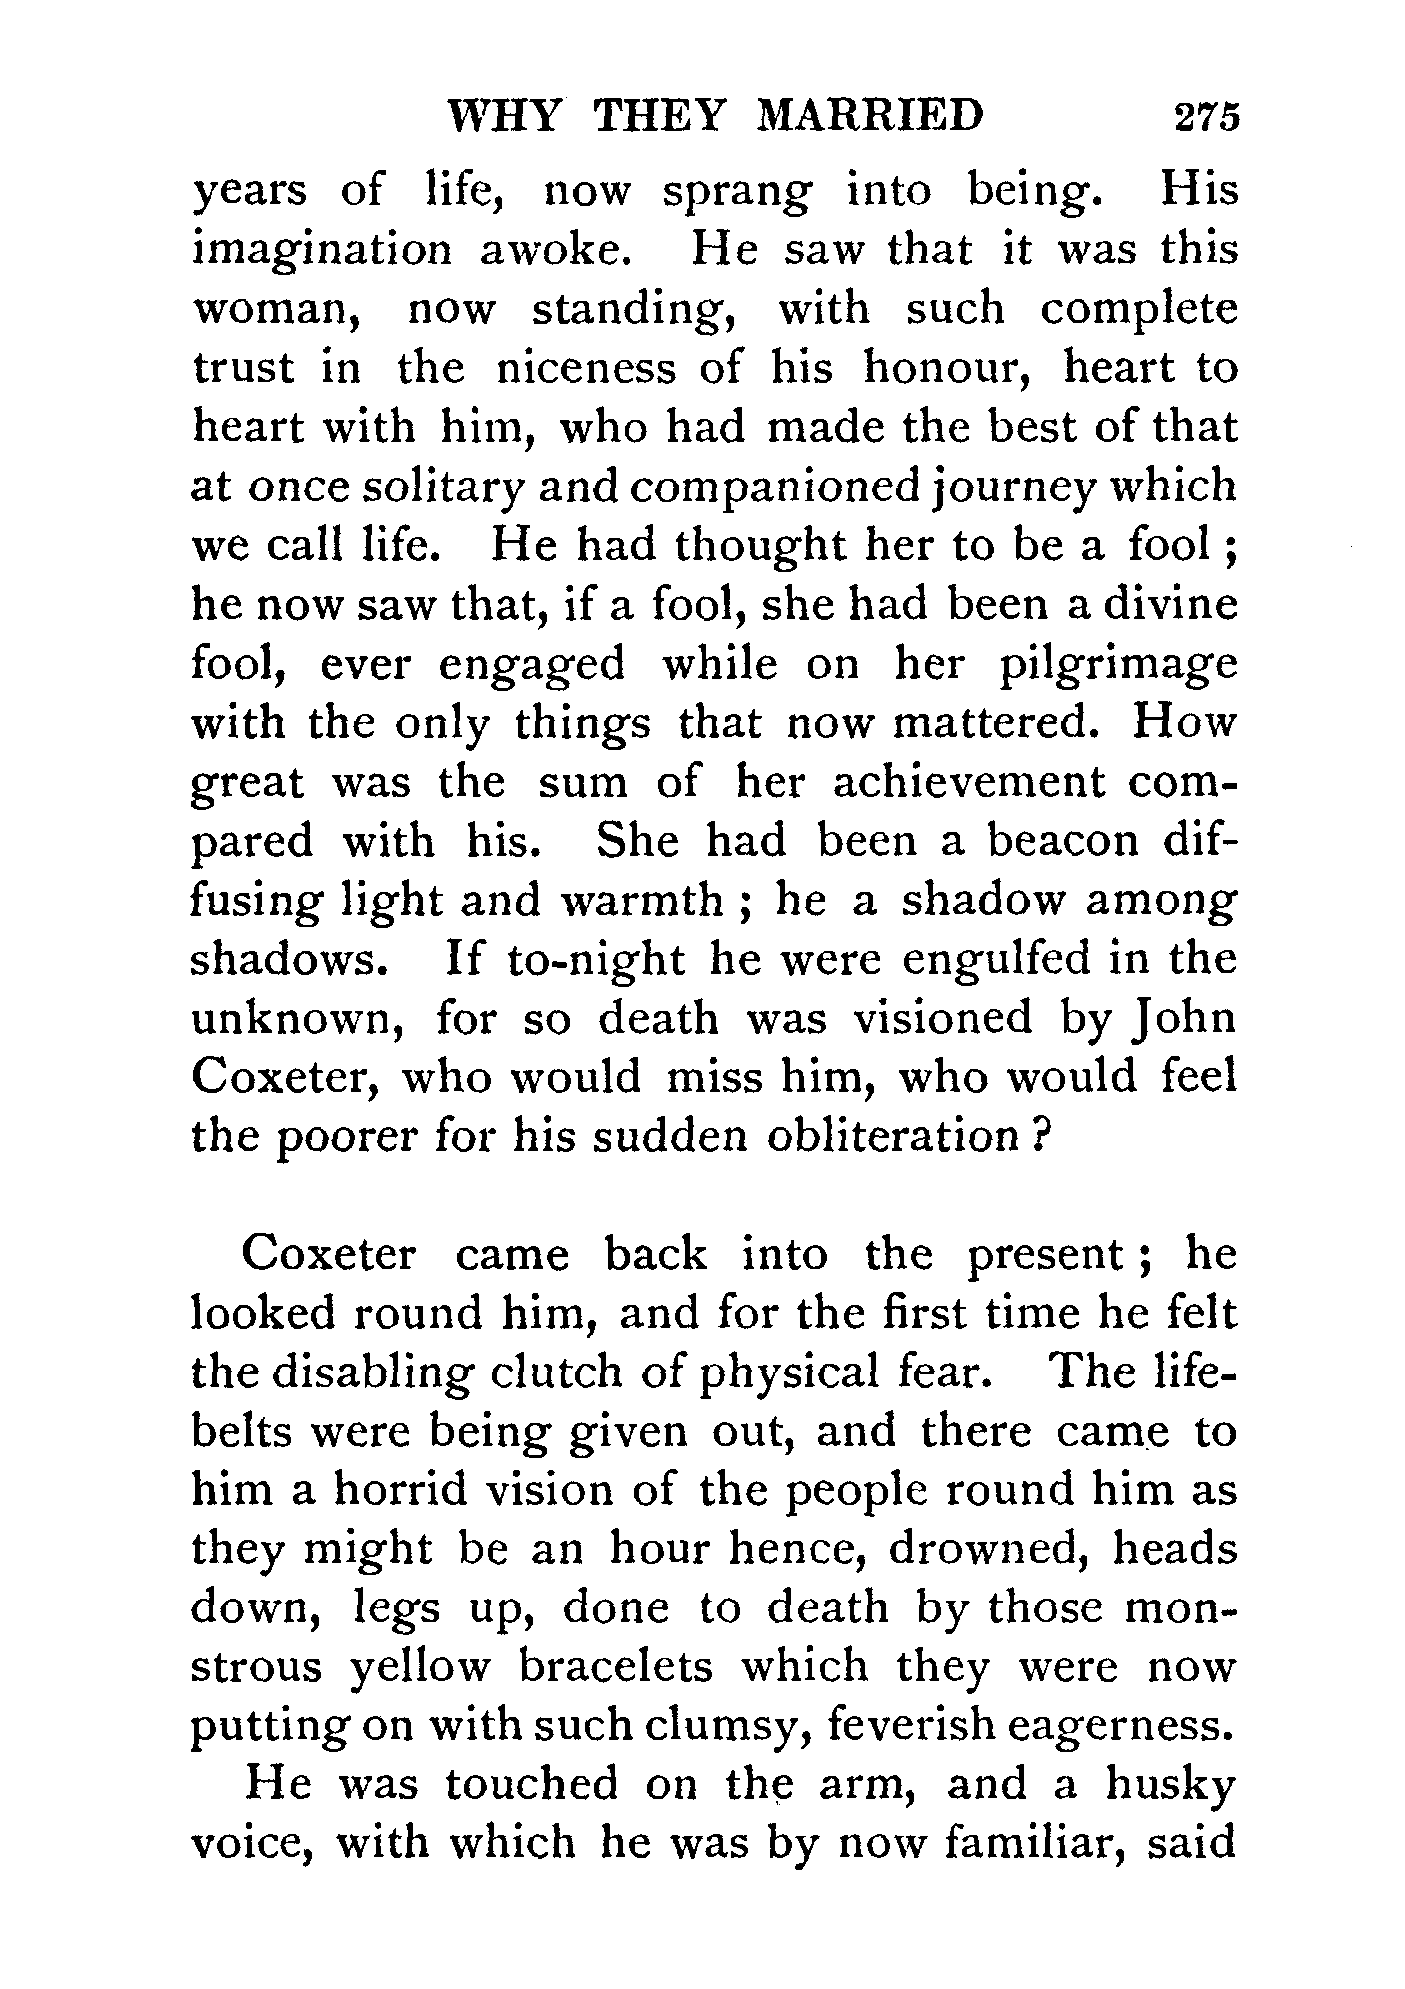 WHY THEY MARRIED 275
years of life, now sprang into being. His
imagination awoke. He saw that it was this
woman, now standing, with such complete
trust in the niceness of his honour, heart to
heart with him, who had made the best of that
at once solitary and companioned journey which
we call life. He had thought her to be a fool ;
he now saw that, if a fool, she had been a divine
fool, ever engaged while on her pilgrimage
with the only things that now mattered. How
great was the sum of her achievement com-
pared with his. She had been a beacon dif-
fusing light and warmth ; he a shadow among
shadows. If to-night he were engulfed in the
unknown, for so death was visioned by John
Coxeter, who would miss him, who would feel
the poorer for his sudden obliteration ?
Coxeter came back into the present ; he
looked round him, and for the first time he felt
the disabling clutch of physical fear. The life-
belts were being given out, and there came to
him a horrid vision of the people round him as
they might be an hour hence, drowned, heads
down, legs up, done to death by those mon-
strous yellow bracelets which they were now
putting on with such clumsy, feverish eagerness.
He was touched on the arm, and a husky
voice, with which he was by now familiar, said